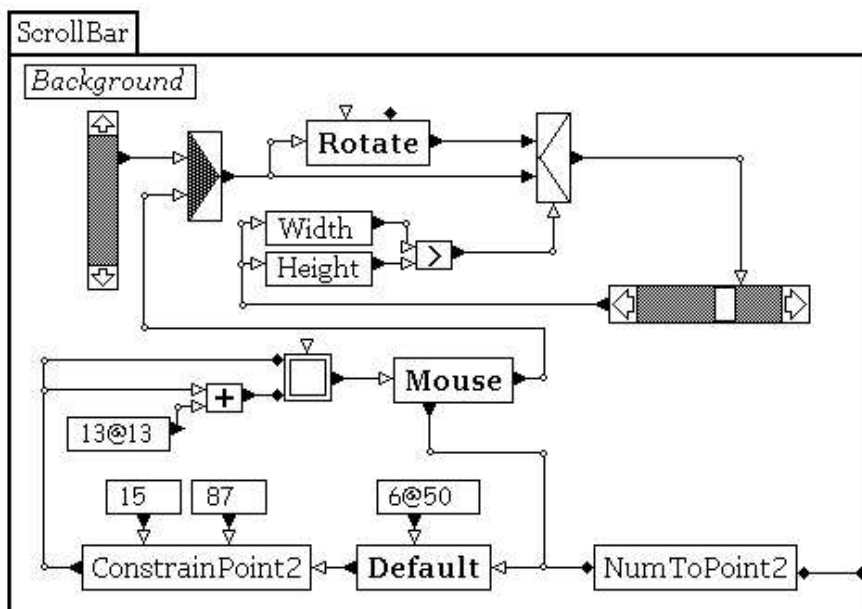 ScrollBar
Background
Rotate
Width
Height
>
Mouse
+
13@13
15
87
6@50
ConstrainPoint2
Default
NumToPoint2